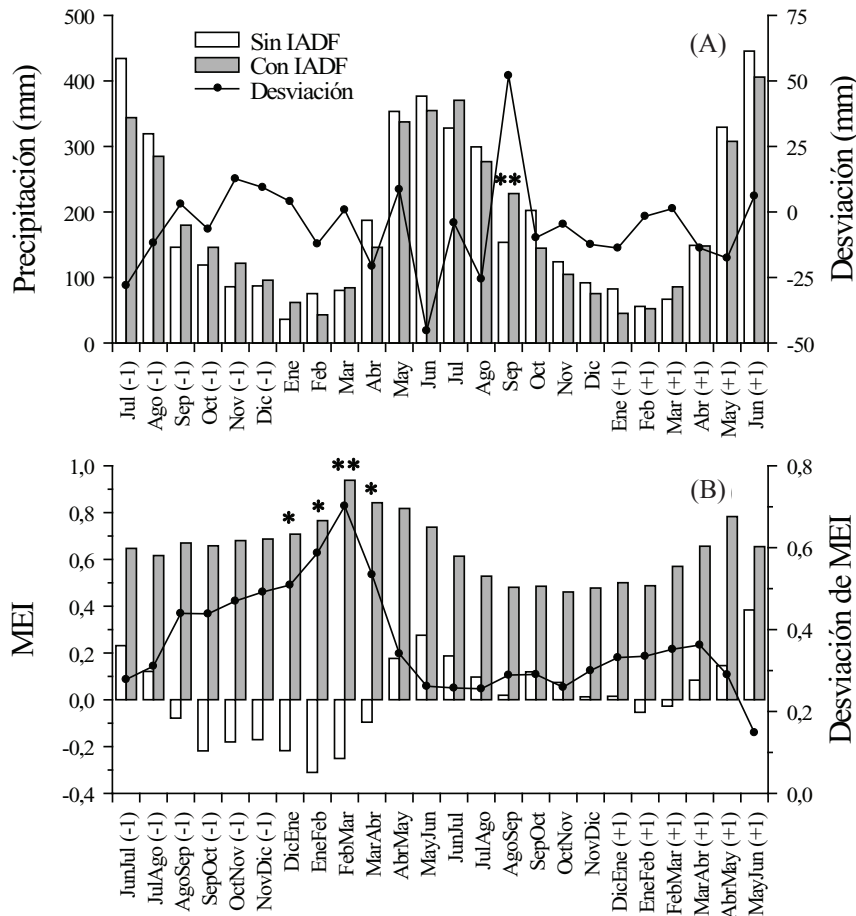 500
400
300
200
100
0
Precipitación (mm)
Sin IADF
Con IADF
Desviación
(A)
**
75
50
25
0
-25
-50
Desviación (mm)
Jul (-1)
Ago (-1)
Sep (-1)
Oct (-1)
Nov (-1)
Dic (-1)
Ene
Feb
Mar
Abr
May
Jun
Jul
Ago
Sep
Oct
Nov
Dic
Ene (+1)
Feb (+1)
Mar (+1)
Abr (+1)
May (+1)
Jun (+1)
1,0
0,8
0,6
0,4
0,2
0,0
-0,2
-0,4
MEI
*
*
**
*
(B)
0,8
0,6
0,4
0,2
0,0
Desviación de MEI
JunJul (-1)
JulAgo (-1)
AgoSep (-1)
SepOct (-1)
OctNov (-1)
NovDic (-1)
DicEne
EneFeb
FebMar
MarAbr
AbrMay
MayJun
JunJul
JulAgo
AgoSep
SepOct
OctNov
NovDic
DicEne (+1)
EneFeb (+1)
FebMar (+1)
MarAbr (+1)
AbrMay (+1)
MayJun (+1)